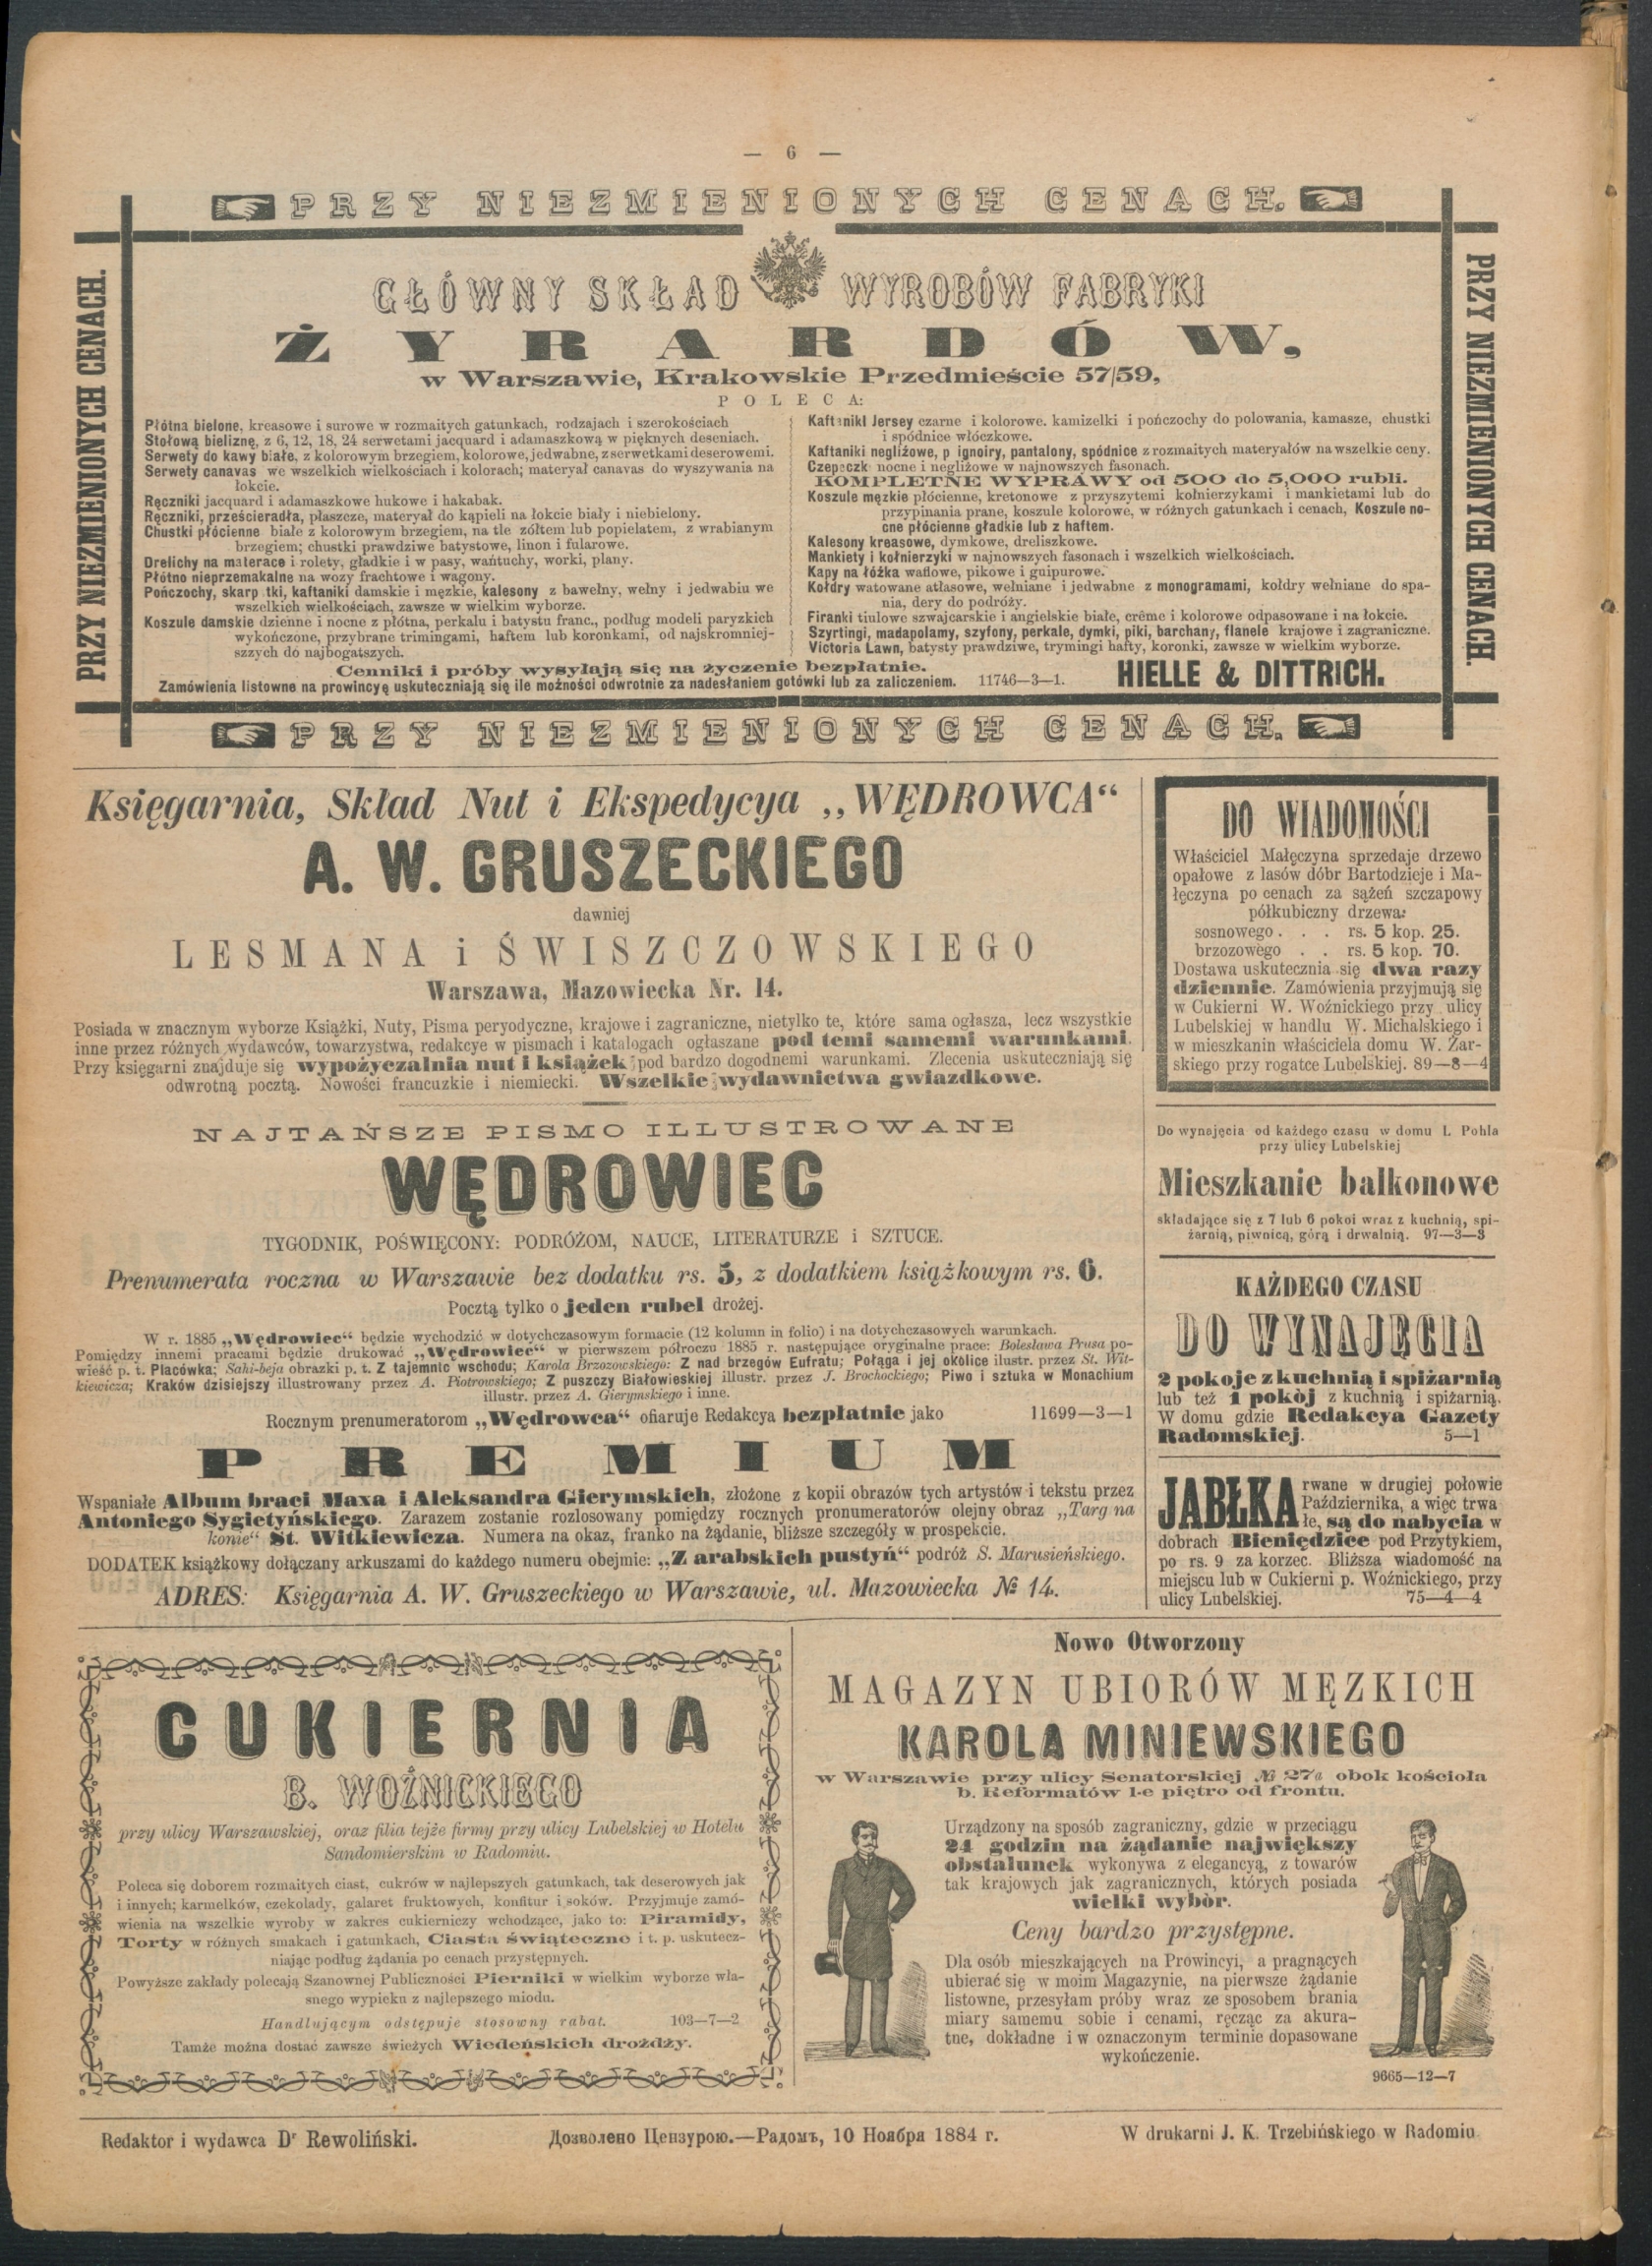 — 6 —
PRZY NIEZMIENIONYCH CENACH.
PRZY NIEZMIENIONYCH CENACH.
GŁÓWNY SKŁAD WYROBÓW FABRYKI
ŻYRARDÓW,
w Warszawie, Krakowskie Przedmieście 57/59,
POLECA:
Płótna bielone, kreasowe i surowe w rozmaitych gatunkach, rodzajach i szerokościach
Stołową bieliznę, z 6, 12, 18, 24 serwetami jacquard i adamaszkową w pięknych deseniach.
Serwety do kawy białe, z kolorowym brzegiem, kolorowe, jedwabne, z serwetkami deserowemi.
Serwety canavas we wszelkich wielkościach i kolorach; materyał canavas do wyszywania na
łokcie.
Ręczniki jacquard i adamaszkowe hukowe i hakabak.
Ręczniki, prześcieradła, płaszcze, materyał do kąpieli na łokcie biały i niebielony.
Chustki płócienne białe z kolorowym brzegiem, na tle żółtem lub popielatem, z wrabianym
brzegiem; chustki prawdziwe batystowe, linon i fularowe.
Drelichy na materace i rolety, gładkie i w pasy, wańtuchy, worki, plany.
Płótno nieprzemakalne na wozy frachtowe i wagony.
Pończochy, skarp tki, kaftaniki damskie i męzkie, kalesony z bawełny, wełny i jedwabiu we
wszelkich wielkościach, zawsze w wielkim wyborze.
Koszule damskie dzienne i nocne z płótna, perkalu i batystu franc., podług modeli paryzkich
wykończone, przybrane trimingami, haftem lub koronkami, od najskromniej-
szych do najbogatszych.
Kaftaniki Jersey czarne i kolorowe. kamizelki i pończochy do polowania, kamasze, chustki
i spódnice włóczkowe.
Kaftaniki negliżowe, p ignoiry, pantalony, spódnice z rozmaitych materyałów na wszelkie ceny.
Czepeczk nocne i negliżowe w najnowszych fasonach.
KOMPLETNE WYPRAWY od 500 do 5,000 rubli.
Koszule męzkie płócienne, kretonowe z przyszytemi kołnierzykami i mankietami lub do
przypinania prane, koszule kolorowe, w różnych gatunkach i cenach, Koszule no-
cne płócienne gładkie lub z haftem.
Kalesony kreasowe, dymkowe, dreliszkowe.
Mankiety i kołnierzyki w najnowszych fasonach i wszelkich wielkościach.
Kapy na łóżka waflowe, pikowe i guipurowe.
Kołdry watowane atłasowe, wełniane i jedwabne z monogramami, kołdry wełniane do spa-
nia, dery do podróży.
Firanki tiulowe szwajcarskie i angielskie białe, crême i kolorowe odpasowane i na łokcie.
Szyrtingi, madapolamy, szyfony, perkale, dymki, piki, barchany, flanele krajowe i zagraniczne.
Victoria Lawn, batysty prawdziwe, trymingi hafty, koronki, zawsze w wielkim wyborze.
Cenniki i próby wysyłają się na życzenie bezpłatnie.
Zamówienia listowne na prowincyę uskuteczniają się ile możności odwrotnie za nadesłaniem gotówki lub za zaliczeniem. 11746—3—1.
HIELLE & DITTRICH.
PRZY NIEZMIENIONYCH CENACH.
PRZY NIEZMIENIONYCH CENACH.
Księgarnia, Skład Nut i Ekspedycya „WĘDROWCA“
A. W. GRUSZECKIEGO
dawniej
LESMANA i ŚWISZCZOWSKIEGO
Warszawa, Mazowiecka Nr. 14.
Posiada w znacznym wyborze Książki, Nuty, Pisma peryodyczne, krajowe i zagraniczne, nietylko te, które sama ogłasza, lecz wszystkie
inne przez różnych wydawców, towarzystwa, redakcye w pismach i katalogach ogłaszane pod temi samemi warunkami.
Przy księgarni znajduje się wypożyczalnia nut i książek pod bardzo dogodnemi warunkami. Zlecenia uskuteczniają się
odwrotną pocztą. Nowości francuzkie i niemiecki. Wszelkie wydawnictwa gwiazdkowe.
NAJTAŃSZE PISMO ILLUSTROWANE
WĘDROWIEC
TYGODNIK, POŚWIĘCONY: PODRÓŻOM, NAUCE, LITERATURZE i SZTUCE.
Prenumerata roczna w Warszawie bez dodatku rs. 5, z dodatkiem książkowym rs. 6.
Pocztą tylko o jeden rubel drożej.
W r. 1885 „Wędrowiec“ będzie wychodzić w dotychczasowym formacie (12 kolumn in folio) i na dotychczasowych warunkach.
Pomiędzy innemi pracami będzie drukować „Wędrowiec“ w pierwszem półroczu 1885 r. następujące oryginalne prace: Bolesława Prusa po-
wieść p. t. Placówka; Sahi-beja obrazki p. t. Z tajemnic wschodu; Karola Brzozowskiego: Z nad brzegów Eufratu; Połąga i jej okolice ilustr. przez St. Wit-
kiewicza; Kraków dzisiejszy illustrowany przez A. Piotrowskiego; Z puszczy Białowieskiej illustr. przez J. Brochockiego; Piwo i sztuka w Monachium
illustr. przez A. Gierymskiego i inne.
Rocznym prenumeratorom „Wędrowca“ ofiaruje Redakcya bezpłatnie jako 11699—3—1
PREMIUM
Wspaniałe Album braci Maxa i Aleksandra Gierymskich, złożone z kopii obrazów tych artystów i tekstu przez
Antoniego Sygietyńskiego. Zarazem zostanie rozlosowany pomiędzy rocznych pronumeratorów olejny obraz „Targ na
konie“ St. Witkiewicza. Numera na okaz, franko na żądanie, bliższe szczegóły w prospekcie.
DODATEK książkowy dołączany arkuszami do każdego numeru obejmie: „Z arabskich pustyń“ podróż S. Marusieńskiego.
ADRES: Księgarnia A. W. Gruszeckiego w Warszawie, ul. Mazowiecka № 14.
DO WIADOMOŚCI
Właściciel Małęczyna sprzedaje drzewo
opałowe z lasów dóbr Bartodzieje i Ma-
łęczyna po cenach za sążeń szczapowy
półkubiczny drzewa:
sosnowego . . . rs. 5 kop. 25.
brzozowego . . rs. 5 kop. 70.
Dostawa uskutecznia się dwa razy
dziennie. Zamówienia przyjmują się
w Cukierni W. Woźnickiego przy ulicy
Lubelskiej w handlu W. Michalskiego i
w mieszkanin właściciela domu W. Żar-
skiego przy rogatce Lubelskiej. 89—8—4
Do wynajęcia od każdego czasu w domu L Pohla
przy ulicy Lubelskiej
Mieszkanie balkonowe
składające się z 7 lub 6 pokoi wraz z kuchnią, spi-
żarnią, piwnicą, górą i drwalnią. 97—3—3
KAŻDEGO CZASU
DO WYNAJĘCIA
2 pokoje z kuchnią i spiżarnią
lub też 1 pokój z kuchnią i spiżarnią.
W domu gdzie Redakcya Gazety
Radomskiej. 5—1
JABŁKA rwane w drugiej połowie
Października, a więc trwa
łe, są do nabycia w
dobrach Bieniędzice pod Przytykiem,
po rs. 9 za korzec. Bliższa wiadomość na
miejscu lub w Cukierni p. Woźnickiego, przy
ulicy Lubelskiej. 75—4—4
CUKIERNIA
B. WOŹNICKIEGO
przy ulicy Warszawskiej, oraz filia tejże firmy przy ulicy Lubelskiej w Hotelu
Sandomierskim w Radomiu.
Poleca się doborem rozmaitych ciast, cukrów w najlepszych gatunkach, tak deserowych jak
i innych; karmelków, czekolady, galaret fruktowych, konfitur i soków. Przyjmuje zamó-
wienia na wszelkie wyroby w zakres cukierniczy wchodzące, jako to: Piramidy,
Torty w różnych smakach i gatunkach, Ciasta świąteczne i t. p. uskutecz-
niając podług żądania po cenach przystępnych.
Powyższe zakłady polecają Szanownej Publiczności Pierniki w wielkim wyborze wła-
snego wypieku z najlepszego miodu.
Handlującym odstępuje stosowny rabat. 103—7—2
Tamże można dostać zawsze świeżych Wiedeńskich drożdży.
Nowo Otworzony
MAGAZYN UBIORÓW MĘZKICH
KAROLA MINIEWSKIEGO
w Warszawie przy ulicy Senatorskiej № 27a obok kościoła
b. Reformatów 1-e piętro od frontu.
Urządzony na sposób zagraniczny, gdzie w przeciągu
24 godzin na żądanie największy
obstalunek wykonywa z elegancyą, z towarów
tak krajowych jak zagranicznych, których posiada
wielki wybór.
Ceny bardzo przystępne.
Dla osób mieszkających na Prowincyi, a pragnących
ubierać się w moim Magazynie, na pierwsze żądanie
listowne, przesyłam próby wraz ze sposobem brania
miary samemu sobie i cenami, ręcząc za akura-
tne, dokładne i w oznaczonym terminie dopasowane
wykończenie.
9665—12—7
Redaktor i wydawca Dr Rewoliński.
Дозволено Цензурою.—Радомъ, 10 Ноября 1884 г.
W drukarni J. K. Trzebińskiego w Radomiu